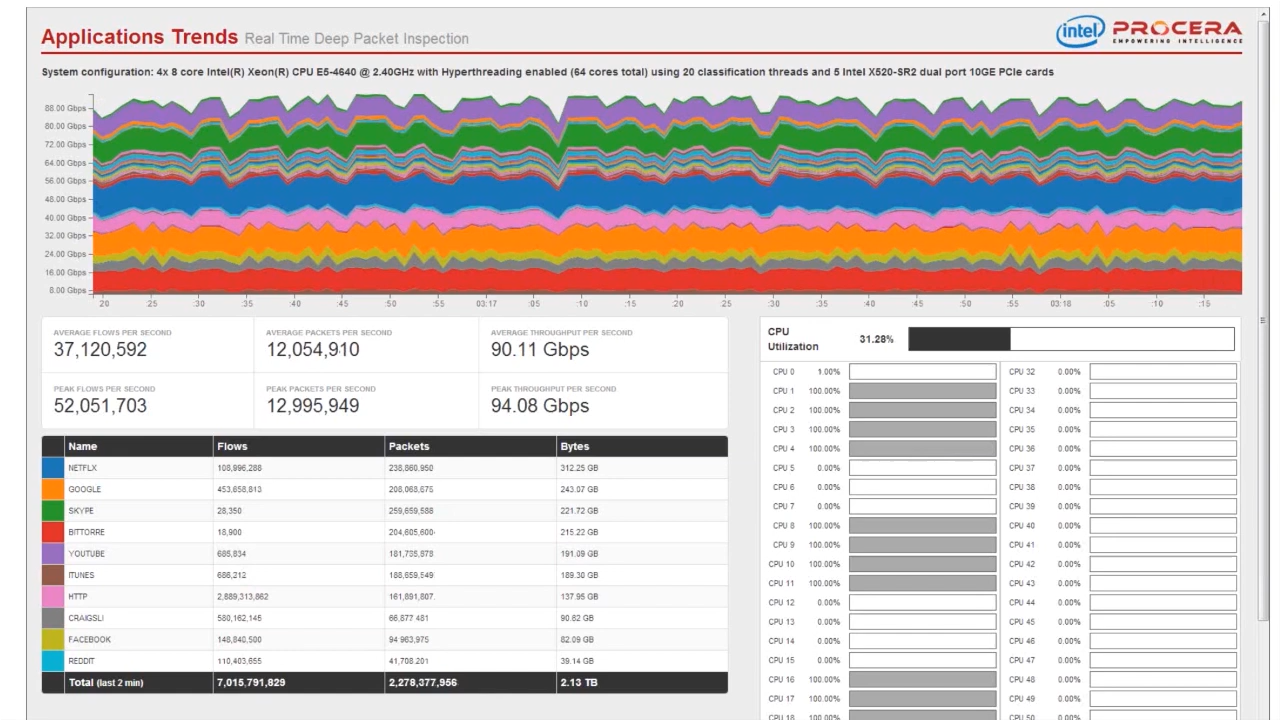 Applications Trends Real Time Deep Packet Inspection
intel PROCERA
EMPOWERING INTELLIGENCE
System configuration: 4x 8 core Intel(R) Xeon(R) CPU E5-4640 @ 2.40GHz with Hyperthreading enabled (64 cores total) using 20 classification threads and 5 Intel X520-SR2 dual port 10GE PCIe cards
88.00 Gbps
80.00 Gbps
72.00 Gbps
64.00 Gbps
56.00 Gbps
48.00 Gbps
40.00 Gbps
32.00 Gbps
24.00 Gbps
16.00 Gbps
8.00 Gbps
:20 :25 :30 :35 :40 :45 :50 :55 03:17 :05 :10 :15 :20 :25 :30 :35 :40 :45 :50 :55 03:18 :05 :10 :15
AVERAGE FLOWS PER SECOND AVERAGE PACKETS PER SECOND AVERAGE THROUGHPUT PER SECOND
37,120,592 12,054,910 90.11 Gbps
PEAK FLOWS PER SECOND PEAK PACKETS PER SECOND PEAK THROUGHPUT PER SECOND
52,051,703 12,995,949 94.08 Gbps
Name Flows Packets Bytes
NETFLX 108,996,288 238,860,950 312.25 GB
GOOGLE 453,658,813 208,068,675 243.07 GB
SKYPE 28,350 259,659,588 221.72 GB
BITTORRE 18,900 204,605,600 215.22 GB
YOUTUBE 685,834 181,735,878 191.09 GB
ITUNES 686,212 188,659,549 189.30 GB
HTTP 2,889,313,862 161,891,807 137.95 GB
CRAIGSLI 580,162,145 66,877 481 90.82 GB
FACEBOOK 148,840,500 94 963,975 82.09 GB
REDDIT 110,403,655 41,708,201 39.14 GB
Total (last 2 min) 7,015,791,829 2,278,377,956 2.13 TB
CPU
Utilization 31.28%
CPU 0 1.00% CPU 32 0.00%
CPU 1 100.00% CPU 33 0.00%
CPU 2 100.00% CPU 34 0.00%
CPU 3 100.00% CPU 35 0.00%
CPU 4 100.00% CPU 36 0.00%
CPU 5 0.00% CPU 37 0.00%
CPU 6 0.00% CPU 38 0.00%
CPU 7 0.00% CPU 39 0.00%
CPU 8 100.00% CPU 40 0.00%
CPU 9 100.00% CPU 41 0.00%
CPU 10 100.00% CPU 42 0.00%
CPU 11 100.00% CPU 43 0.00%
CPU 12 0.00% CPU 44 0.00%
CPU 13 0.00% CPU 45 0.00%
CPU 14 0.00% CPU 46 0.00%
CPU 15 0.00% CPU 47 0.00%
CPU 16 100.00% CPU 48 0.00%
CPU 17 100.00% CPU 49 0.00%
CPU 18 100.00% CPU 50 0.00%